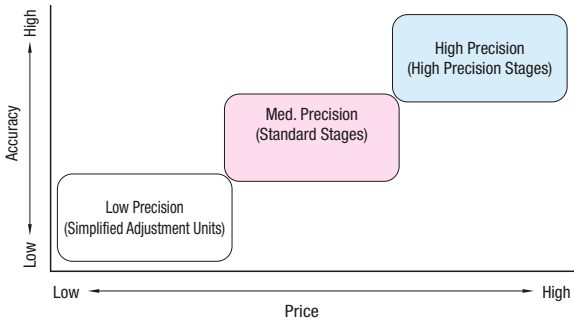 High
Accuracy
Low
High Precision
(High Precision Stages)
Med. Precision
(Standard Stages)
Low Precision
(Simplified Adjustment Units)
Low
High
Price